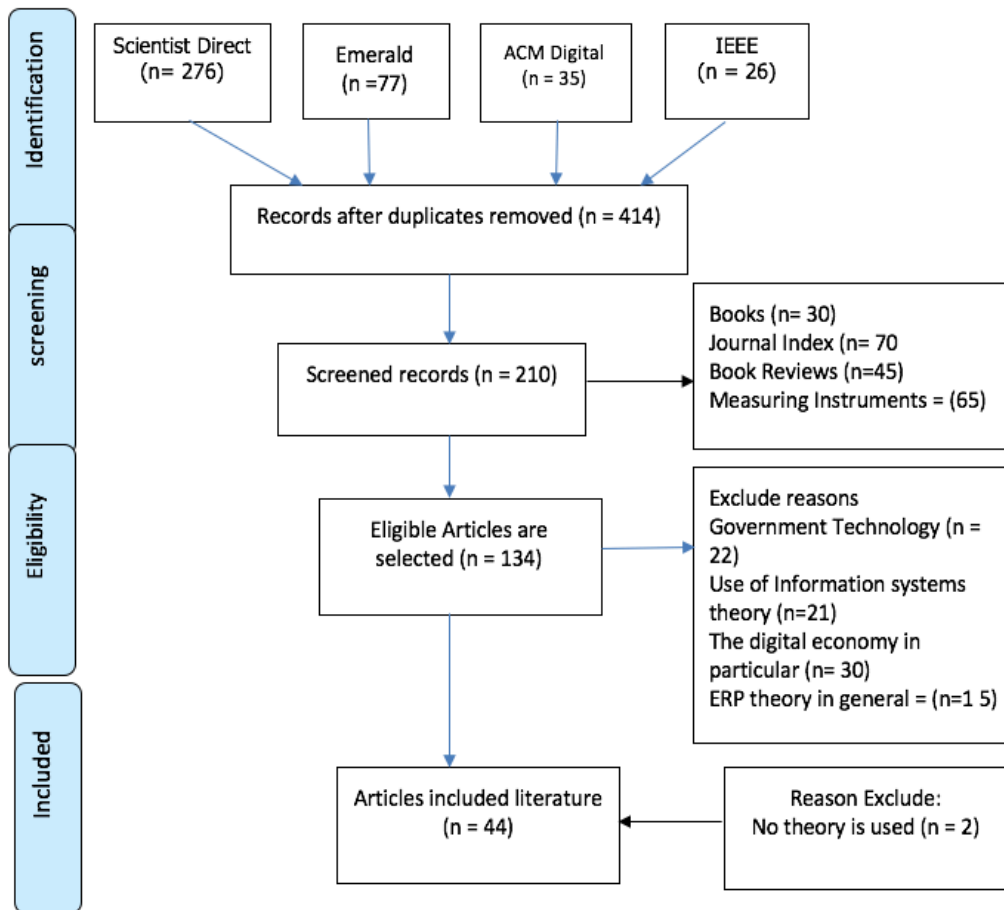 Identification
Scientist Direct
(n= 276)
Emerald
(n =77)
ACM Digital
(n = 35)
IEEE
(n = 26)
Records after duplicates removed (n = 414)
screening
Screened records (n = 210)
Books (n= 30)
Journal Index (n= 70
Book Reviews (n=45)
Measuring Instruments = (65)
Eligibility
Eligible Articles are
selected (n = 134)
Exclude reasons
Government Technology (n =
22)
Use of Information systems
theory (n=21)
The digital economy in
particular (n= 30)
ERP theory in general = (n=1 5)
Included
Articles included literature
(n = 44)
Reason Exclude:
No theory is used (n = 2)